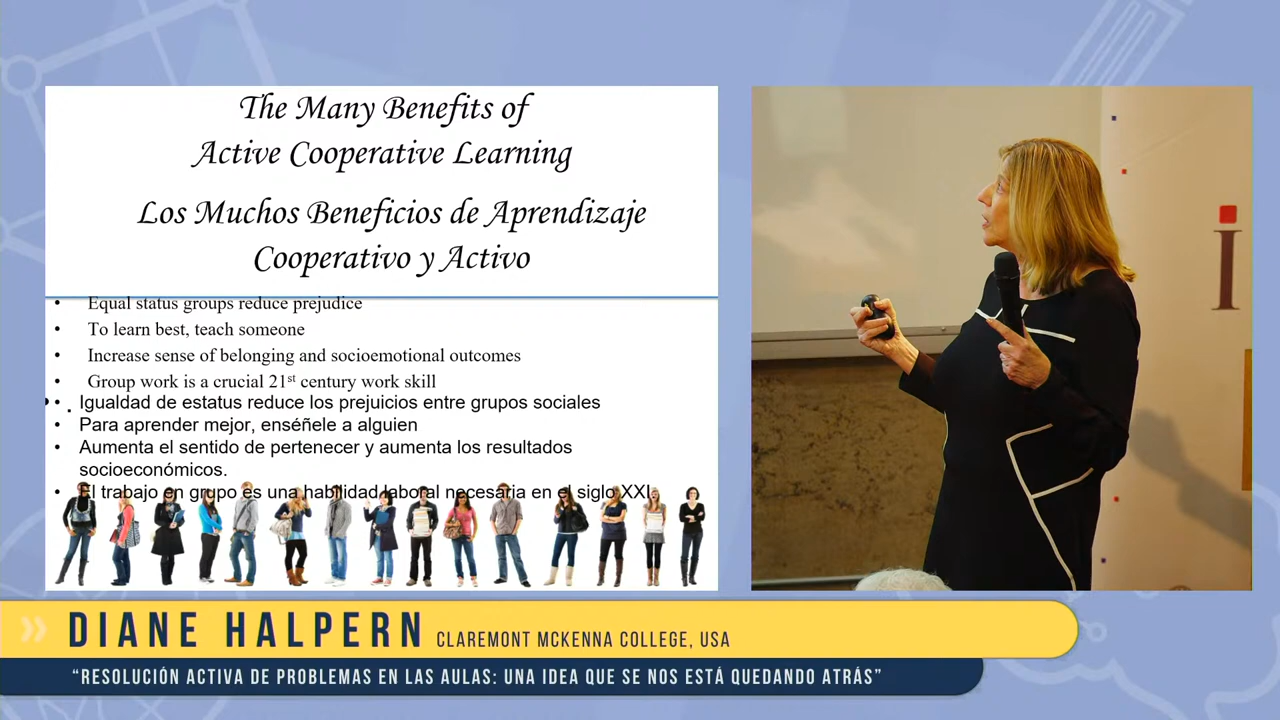 The Many Benefits of
Active Cooperative Learning
Los Muchos Beneficios de Aprendizaje
Cooperativo y Activo
• Equal status groups reduce prejudice
• To learn best, teach someone
• Increase sense of belonging and socioemotional outcomes
• Group work is a crucial 21st century work skill
• Igualdad de estatus reduce los prejuicios entre grupos sociales
• Para aprender mejor, enséñele a alguien
• Aumenta el sentido de pertenecer y aumenta los resultados
socioeconómicos.
• El trabajo en grupo es una habilidad laboral necesaria en el siglo XXI
i
DIANE HALPERN CLAREMONT MCKENNA COLLEGE, USA
“RESOLUCIÓN ACTIVA DE PROBLEMAS EN LAS AULAS: UNA IDEA QUE SE NOS ESTÁ QUEDANDO ATRÁS”